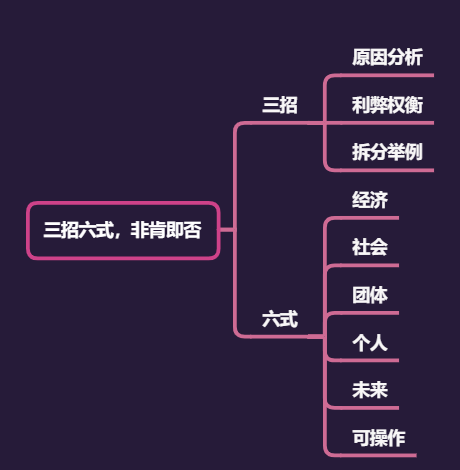 三招六式，非肯即否
三招
原因分析
利弊权衡
拆分举例
六式
经济
社会
团体
个人
未来
可操作